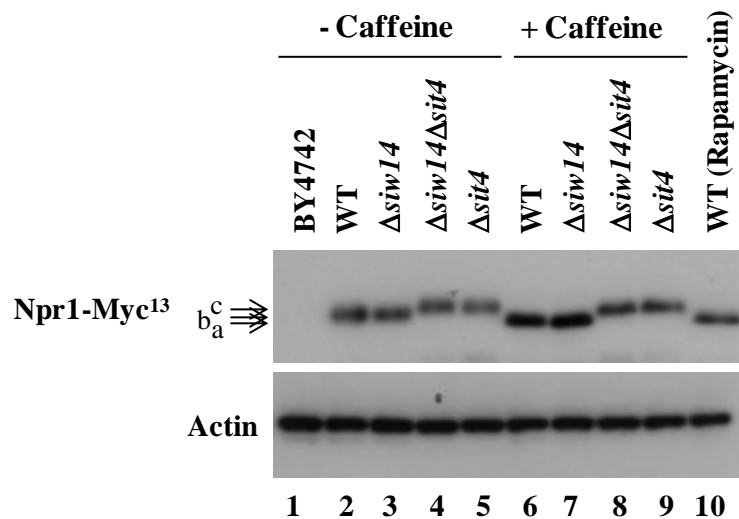 - Caffeine + Caffeine
BY4742 WT Δsiw14 Δsiw14Δsit4 Δsit4 WT Δsiw14 Δsiw14Δsit4 Δsit4 WT (Rapamycin)
Npr1-Myc¹³ c
b
a
Actin
1 2 3 4 5 6 7 8 9 10